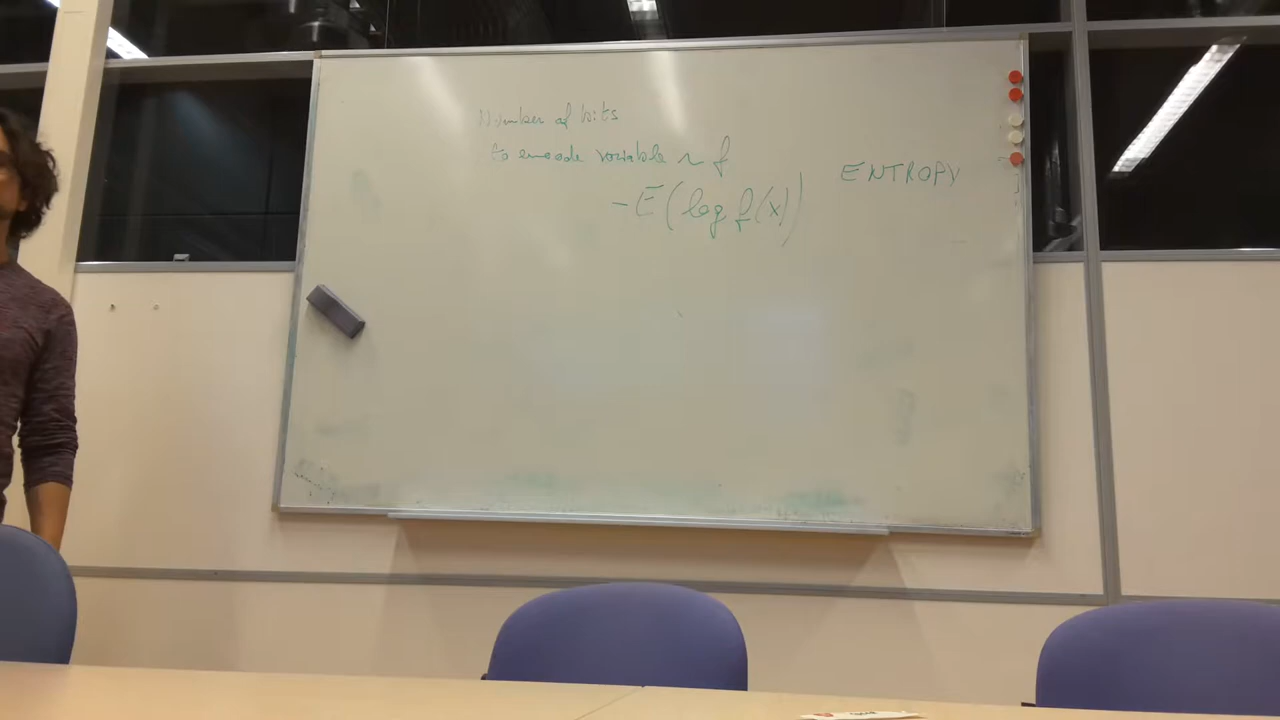 Number of bits
to encode variable ~ f
ENTROPY
-E(log f(x))